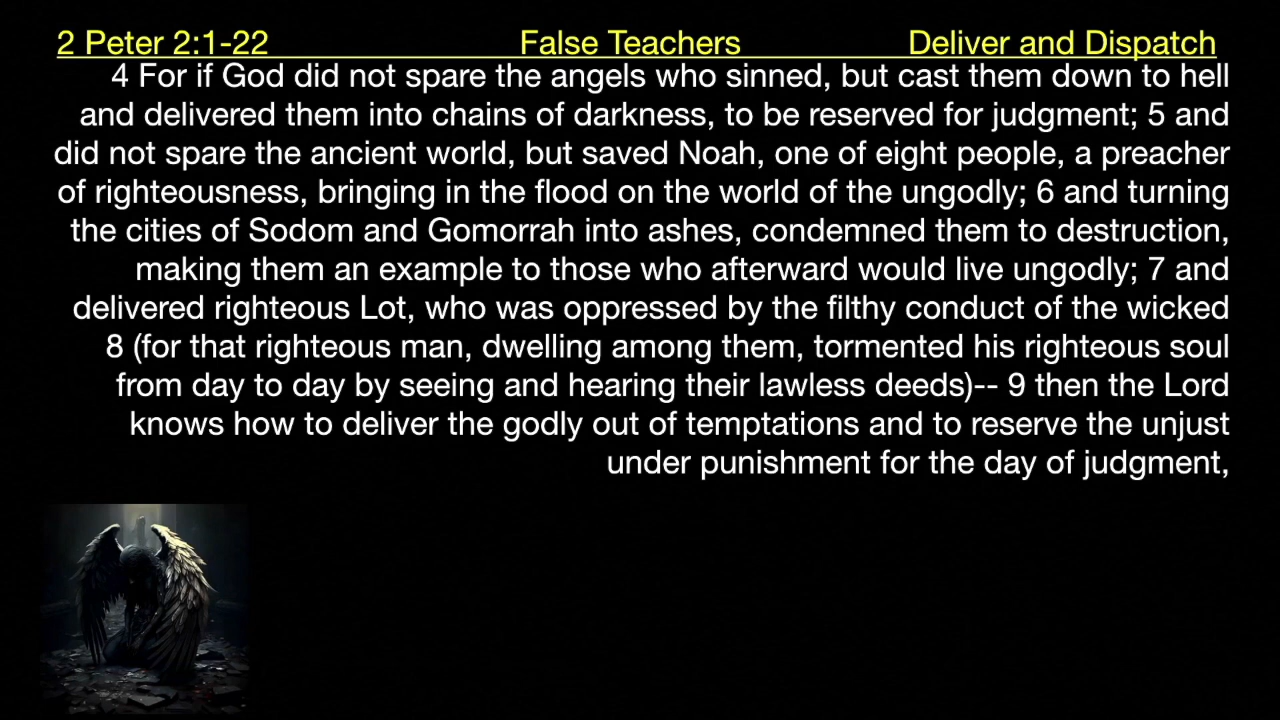 2 Peter 2:1-22 False Teachers Deliver and Dispatch
4 For if God did not spare the angels who sinned, but cast them down to hell
and delivered them into chains of darkness, to be reserved for judgment; 5 and
did not spare the ancient world, but saved Noah, one of eight people, a preacher
of righteousness, bringing in the flood on the world of the ungodly; 6 and turning
the cities of Sodom and Gomorrah into ashes, condemned them to destruction,
making them an example to those who afterward would live ungodly; 7 and
delivered righteous Lot, who was oppressed by the filthy conduct of the wicked
8 (for that righteous man, dwelling among them, tormented his righteous soul
from day to day by seeing and hearing their lawless deeds)-- 9 then the Lord
knows how to deliver the godly out of temptations and to reserve the unjust
under punishment for the day of judgment,